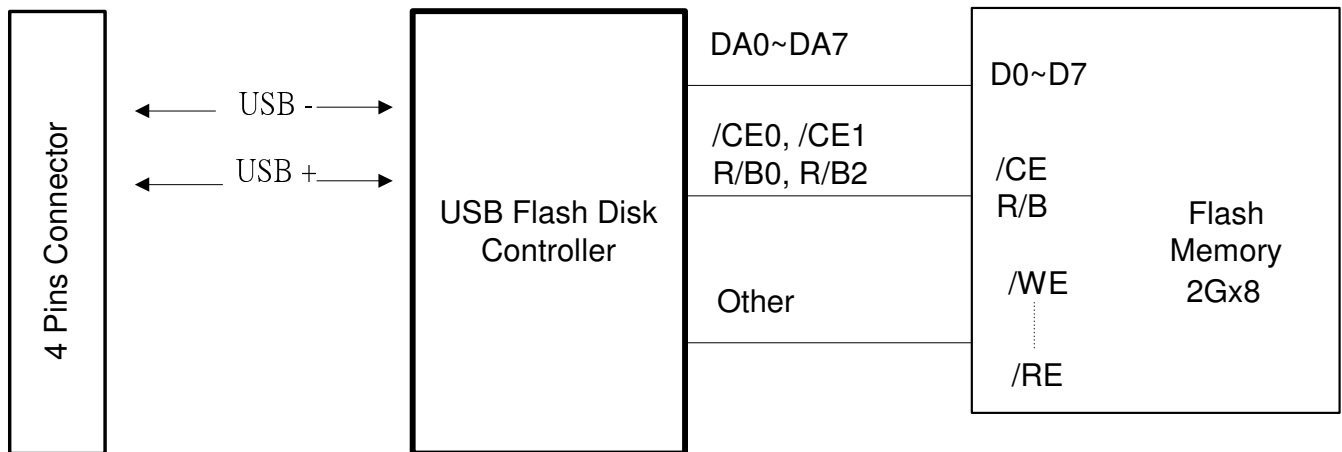 4 Pins Connector
USB -
USB +
USB Flash Disk
Controller
DA0~DA7
/CE0, /CE1
R/B0, R/B2
Other
D0~D7
/CE
R/B
/WE
/RE
Flash
Memory
2Gx8